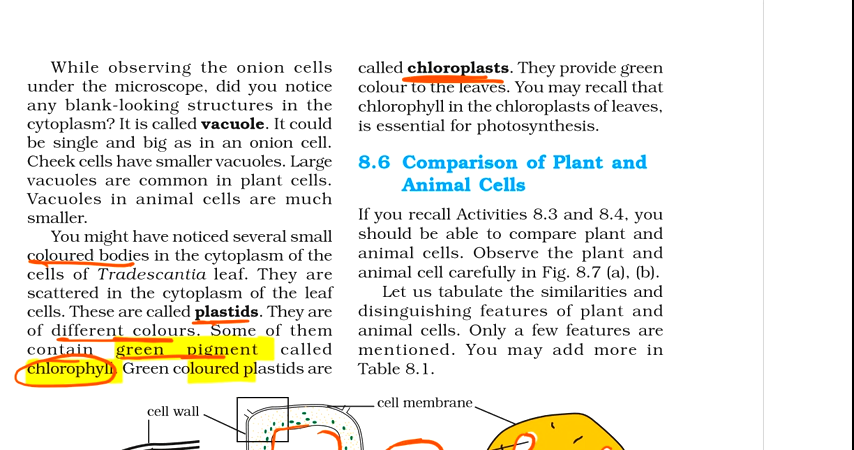 While observing the onion cells
under the microscope, did you notice
any blank-looking structures in the
cytoplasm? It is called vacuole. It could
be single and big as in an onion cell.
Cheek cells have smaller vacuoles. Large
vacuoles are common in plant cells.
Vacuoles in animal cells are much
smaller.
You might have noticed several small
coloured bodies in the cytoplasm of the
cells of Tradescantia leaf. They are
scattered in the cytoplasm of the leaf
cells. These are called plastids. They are
of different colours. Some of them
contain green pigment called
chlorophyll. Green coloured plastids are
called chloroplasts. They provide green
colour to the leaves. You may recall that
chlorophyll in the chloroplasts of leaves,
is essential for photosynthesis.
8.6 Comparison of Plant and
Animal Cells
If you recall Activities 8.3 and 8.4, you
should be able to compare plant and
animal cells. Observe the plant and
animal cell carefully in Fig. 8.7 (a), (b).
Let us tabulate the similarities and
disinguishing features of plant and
animal cells. Only a few features are
mentioned. You may add more in
Table 8.1.
cell wall
cell membrane